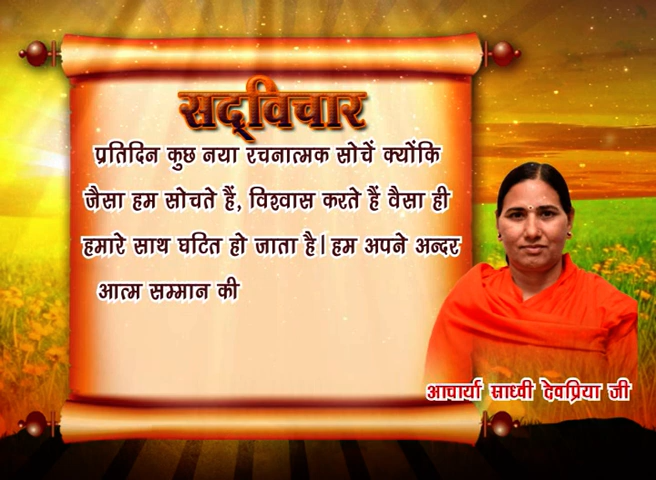 सद्विचार
प्रतिदिन कुछ नया रचनात्मक सोचें क्योंकि
जैसा हम सोचते हैं, विश्वास करते हैं वैसा ही
हमारे साथ घटित हो जाता है। हम अपने अन्दर
आत्म सम्मान की
आचार्या साध्वी देवप्रिया जी